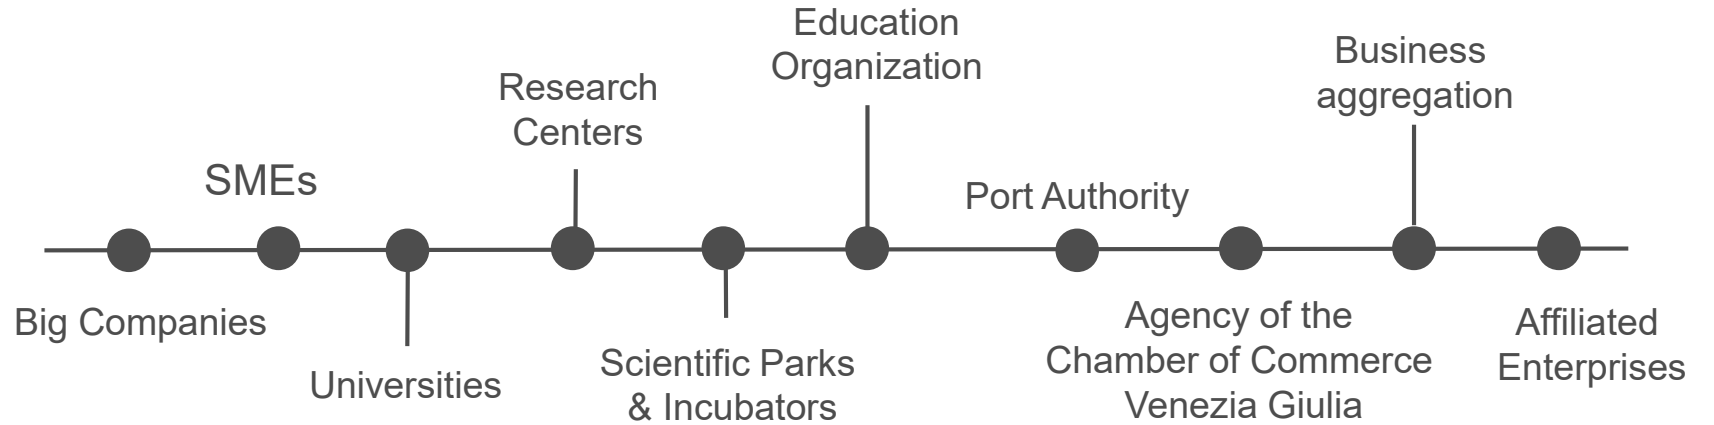 Big Companies
SMEs
Universities
Research
Centers
Scientific Parks
& Incubators
Education
Organization
Port Authority
Agency of the
Chamber of Commerce
Venezia Giulia
Business
aggregation
Affiliated
Enterprises